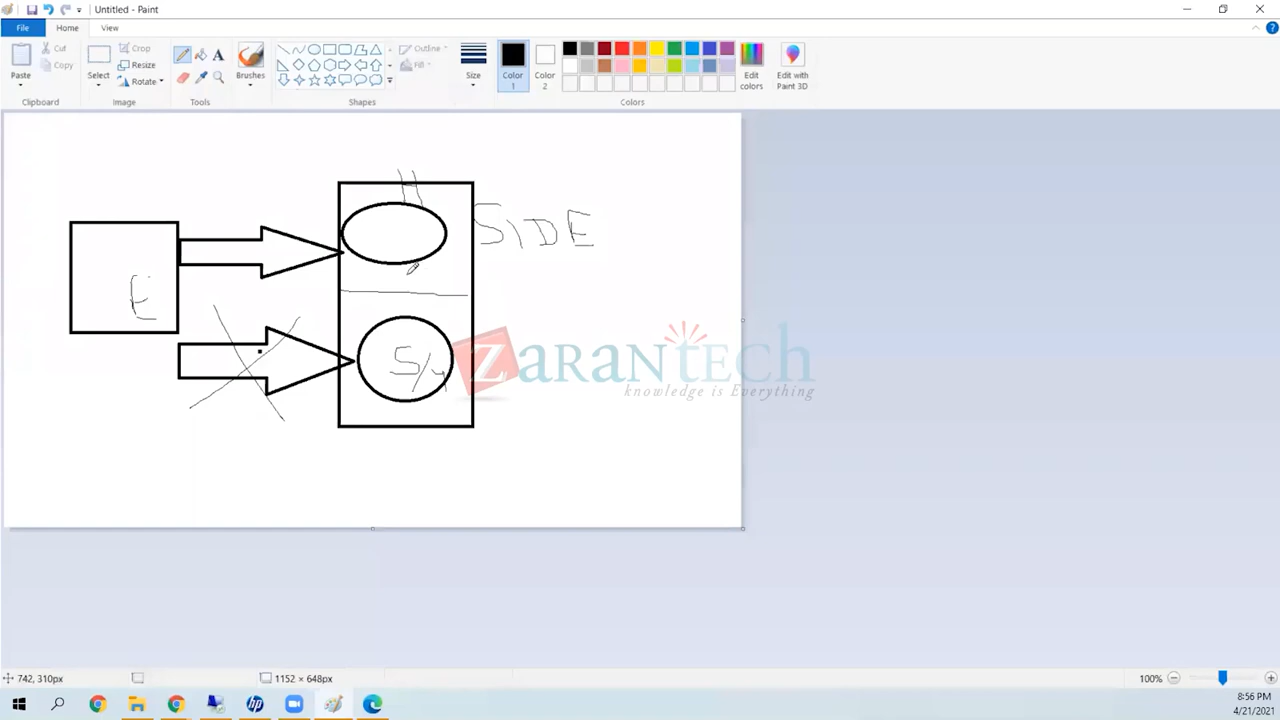 Untitled - Paint
File
Home
View
Paste
Cut
Copy
Clipboard
Select
Crop
Resize
Rotate
Image
Tools
Brushes
Shapes
Outline
Fill
Size
Color 1
Color 2
Edit colors
Edit with Paint 3D
Colors
H
SIDE
E
S/
ZARANTECH
knowledge is Everything
742, 310px
1152 × 648px
100%
8:56 PM
4/21/2021